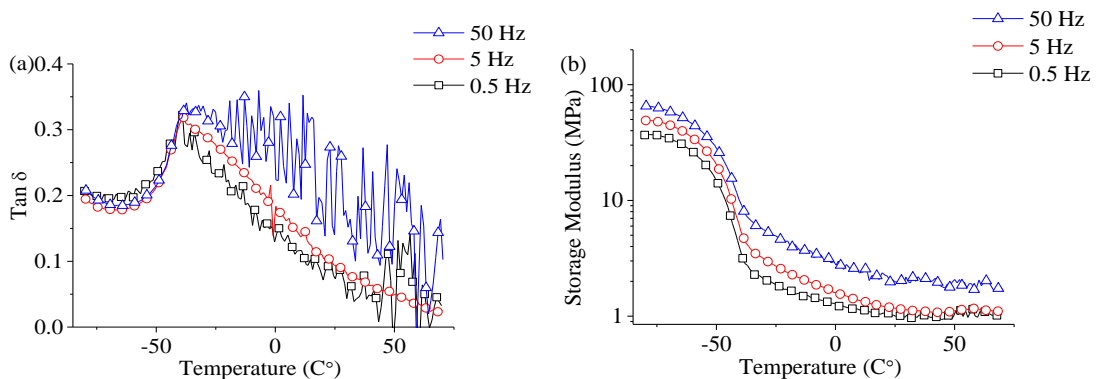 50 Hz
5 Hz
0.5 Hz
(a)
0.4
0.3
0.2
0.1
0.0
Tan δ
-50
0
50
Temperature (C°)
50 Hz
5 Hz
0.5 Hz
(b)
100
10
1
Storage Modulus (MPa)
-50
0
50
Temperature (C°)